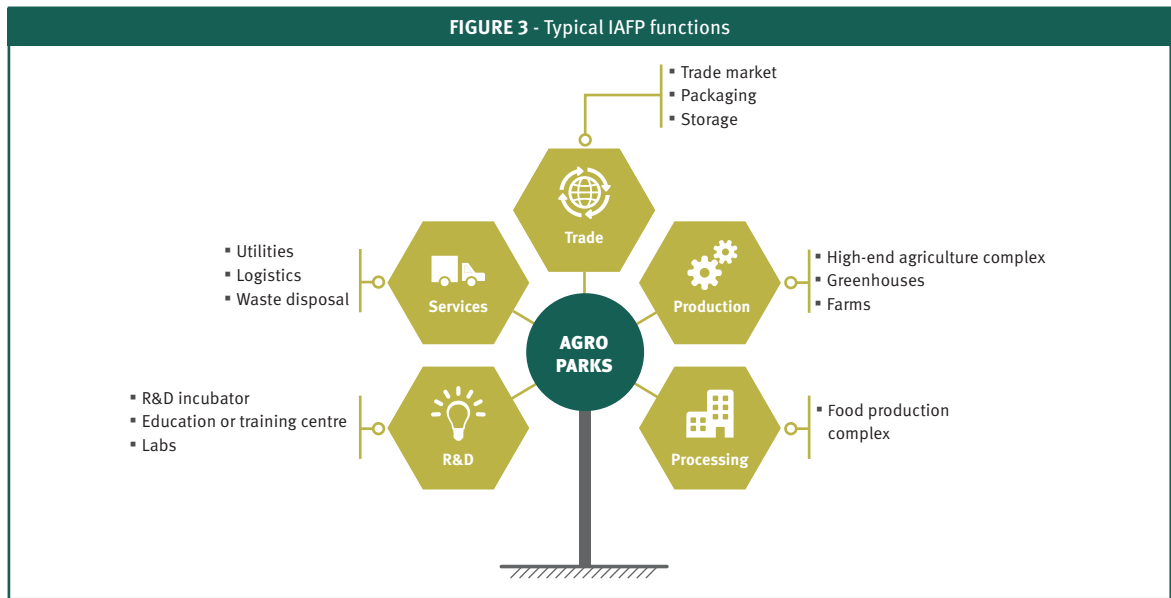 FIGURE 3 - Typical IAFP functions
▪ Trade market
▪ Packaging
▪ Storage
Trade
▪ Utilities
▪ Logistics
▪ Waste disposal
Services
Production
▪ High-end agriculture complex
▪ Greenhouses
▪ Farms
AGRO
PARKS
▪ R&D incubator
▪ Education or training centre
▪ Labs
R&D
Processing
▪ Food production
complex